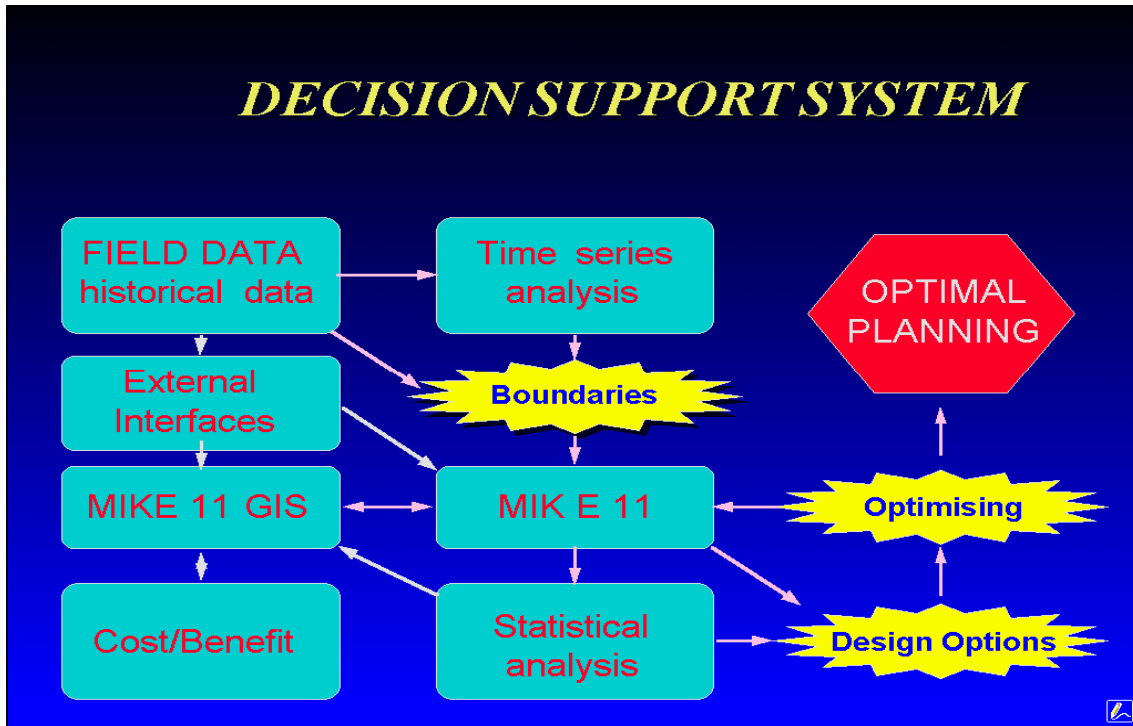 DECISION SUPPORT SYSTEM
FIELD DATA
historical data
Time series
analysis
OPTIMAL
PLANNING
External
Interfaces
Boundaries
MIKE 11 GIS
MIK E 11
Optimising
Cost/Benefit
Statistical
analysis
Design Options